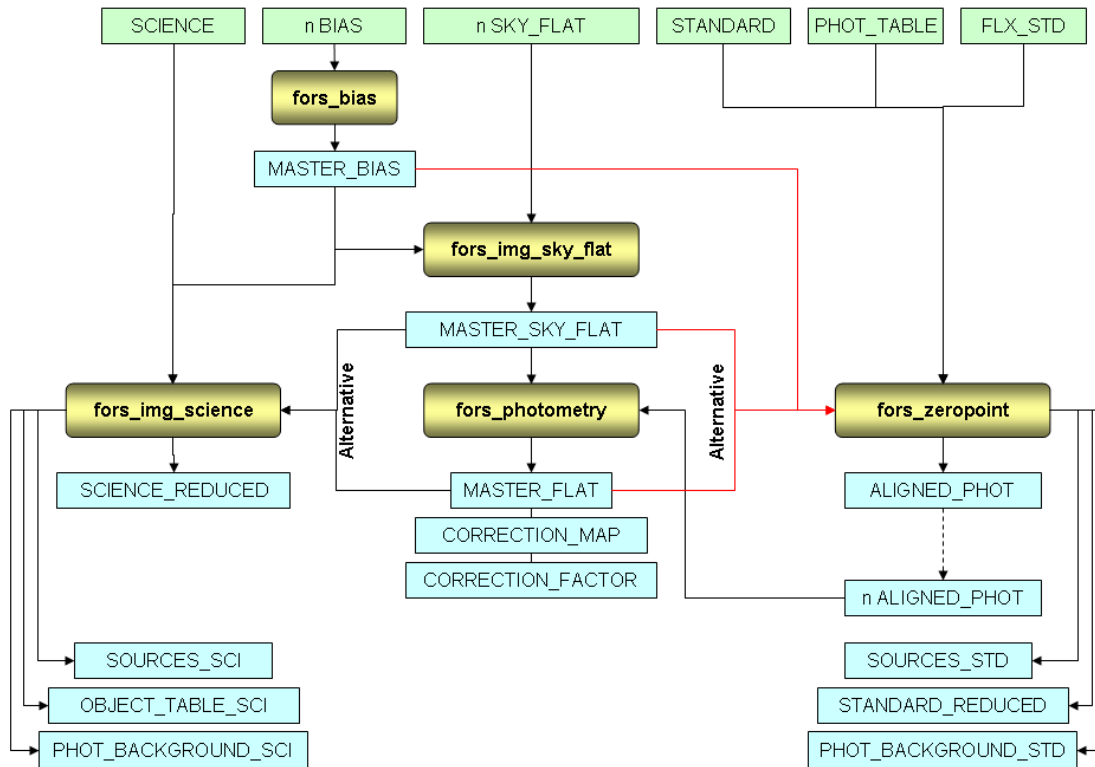 SCIENCE
n BIAS
n SKY_FLAT
STANDARD
PHOT_TABLE
FLX_STD
fors_bias
MASTER_BIAS
fors_img_sky_flat
MASTER_SKY_FLAT
Alternative
Alternative
fors_img_science
fors_photometry
fors_zeropoint
SCIENCE_REDUCED
MASTER_FLAT
ALIGNED_PHOT
CORRECTION_MAP
CORRECTION_FACTOR
n ALIGNED_PHOT
SOURCES_SCI
SOURCES_STD
OBJECT_TABLE_SCI
STANDARD_REDUCED
PHOT_BACKGROUND_SCI
PHOT_BACKGROUND_STD